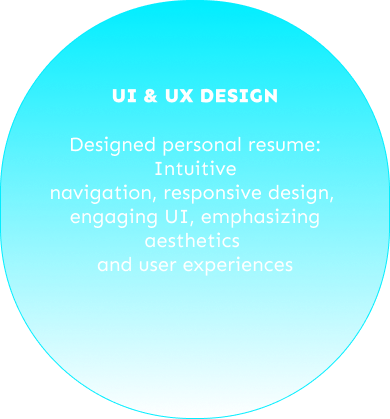 UI & UX DESIGN
Designed personal resume:
Intuitive
navigation, responsive design,
engaging UI, emphasizing
aesthetics
and user experiences